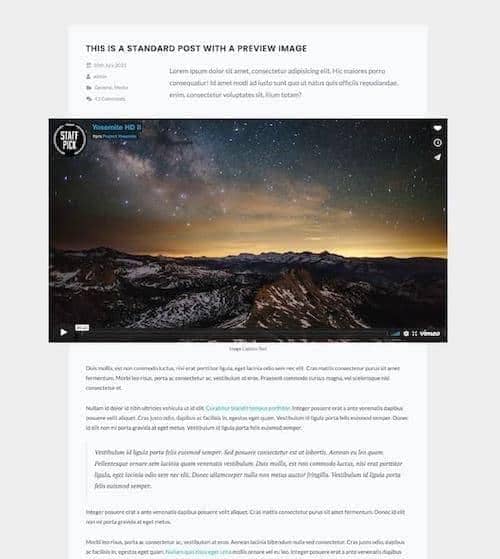 THIS IS A STANDARD POST WITH A PREVIEW IMAGE
10th July 2021
admin
General, Media
43 Comments
Lorem ipsum dolor sit amet, consectetur adipisicing elit. Hic maiores porro
consequatur! Id amet modi ad iusto sunt quo ut natus quis officiis repudiandae,
enim, consectetur voluptates sit, illum totam?
STAFF
PICK
Yosemite HD II
Project Yosemite
vimeo
Image Caption Text
Duis mollis, est non commodo luctus, nisi erat porttitor ligula, eget lacinia odio sem nec elit. Cras mattis consectetur purus sit amet
fermentum. Morbi leo risus, porta ac consectetur ac, vestibulum at eros. Praesent commodo cursus magna, vel scelerisque nisl
consectetur et.
Nullam id dolor id nibh ultricies vehicula ut id elit. Curabitur blandit tempus porttitor. Integer posuere erat a ante venenatis dapibus
posuere velit aliquet. Cras justo odio, dapibus ac facilisis in, egestas eget quam. Vestibulum id ligula porta felis euismod semper. Donec
id elit non mi porta gravida at eget metus. Vestibulum id ligula porta felis euismod semper.
Vestibulum id ligula porta felis euismod semper. Sed posuere consectetur est at lobortis. Aenean eu leo quam.
Pellentesque ornare sem lacinia quam venenatis vestibulum. Duis mollis, est non commodo luctus, nisi erat porttitor
ligula, eget lacinia odio sem nec elit. Donec ullamcorper nulla non metus auctor fringilla. Vestibulum id ligula porta
felis euismod semper.
Integer posuere erat a ante venenatis dapibus posuere velit aliquet. Cras mattis consectetur purus sit amet fermentum. Donec id elit
non mi porta gravida at eget metus.
Morbi leo risus, porta ac consectetur ac, vestibulum at eros. Aenean lacinia bibendum nulla sed consectetur. Cras justo odio, dapibus
ac facilisis in, egestas eget quam. Nullam quis risus eget urna mollis ornare vel eu leo. Integer posuere erat a ante venenatis